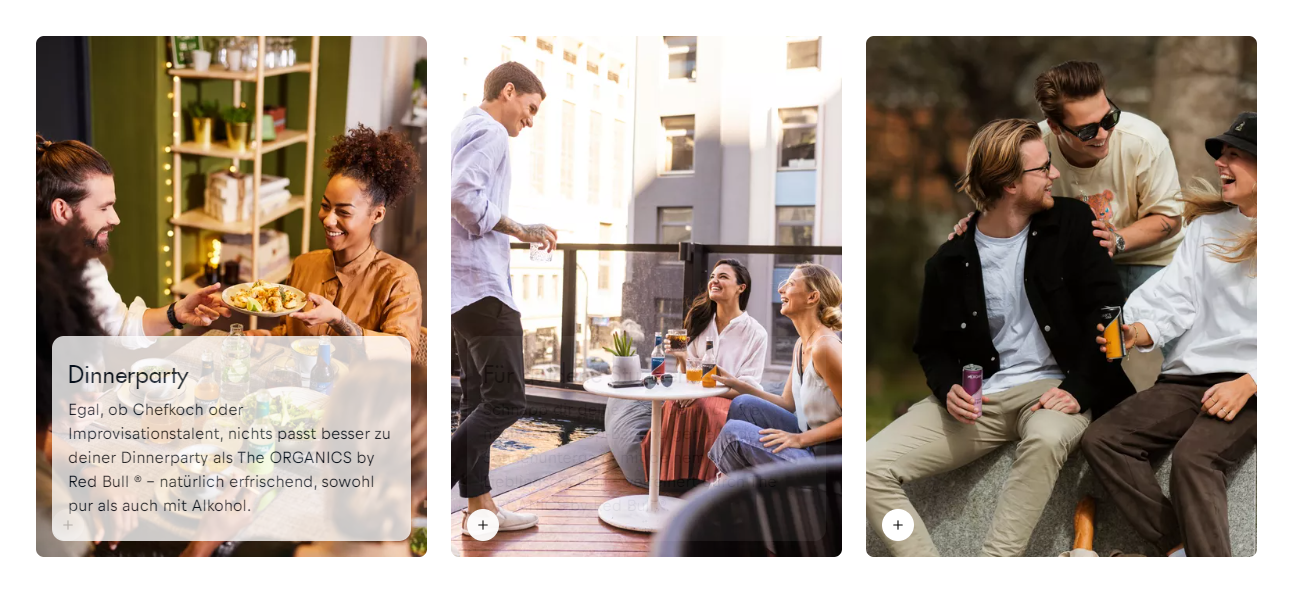 Dinnerparty
Egal, ob Chefkoch oder
Improvisationstalent, nichts passt besser zu
deiner Dinnerparty als The ORGANICS by
Red Bull ® – natürlich erfrischend, sowohl
pur als auch mit Alkohol.
Für